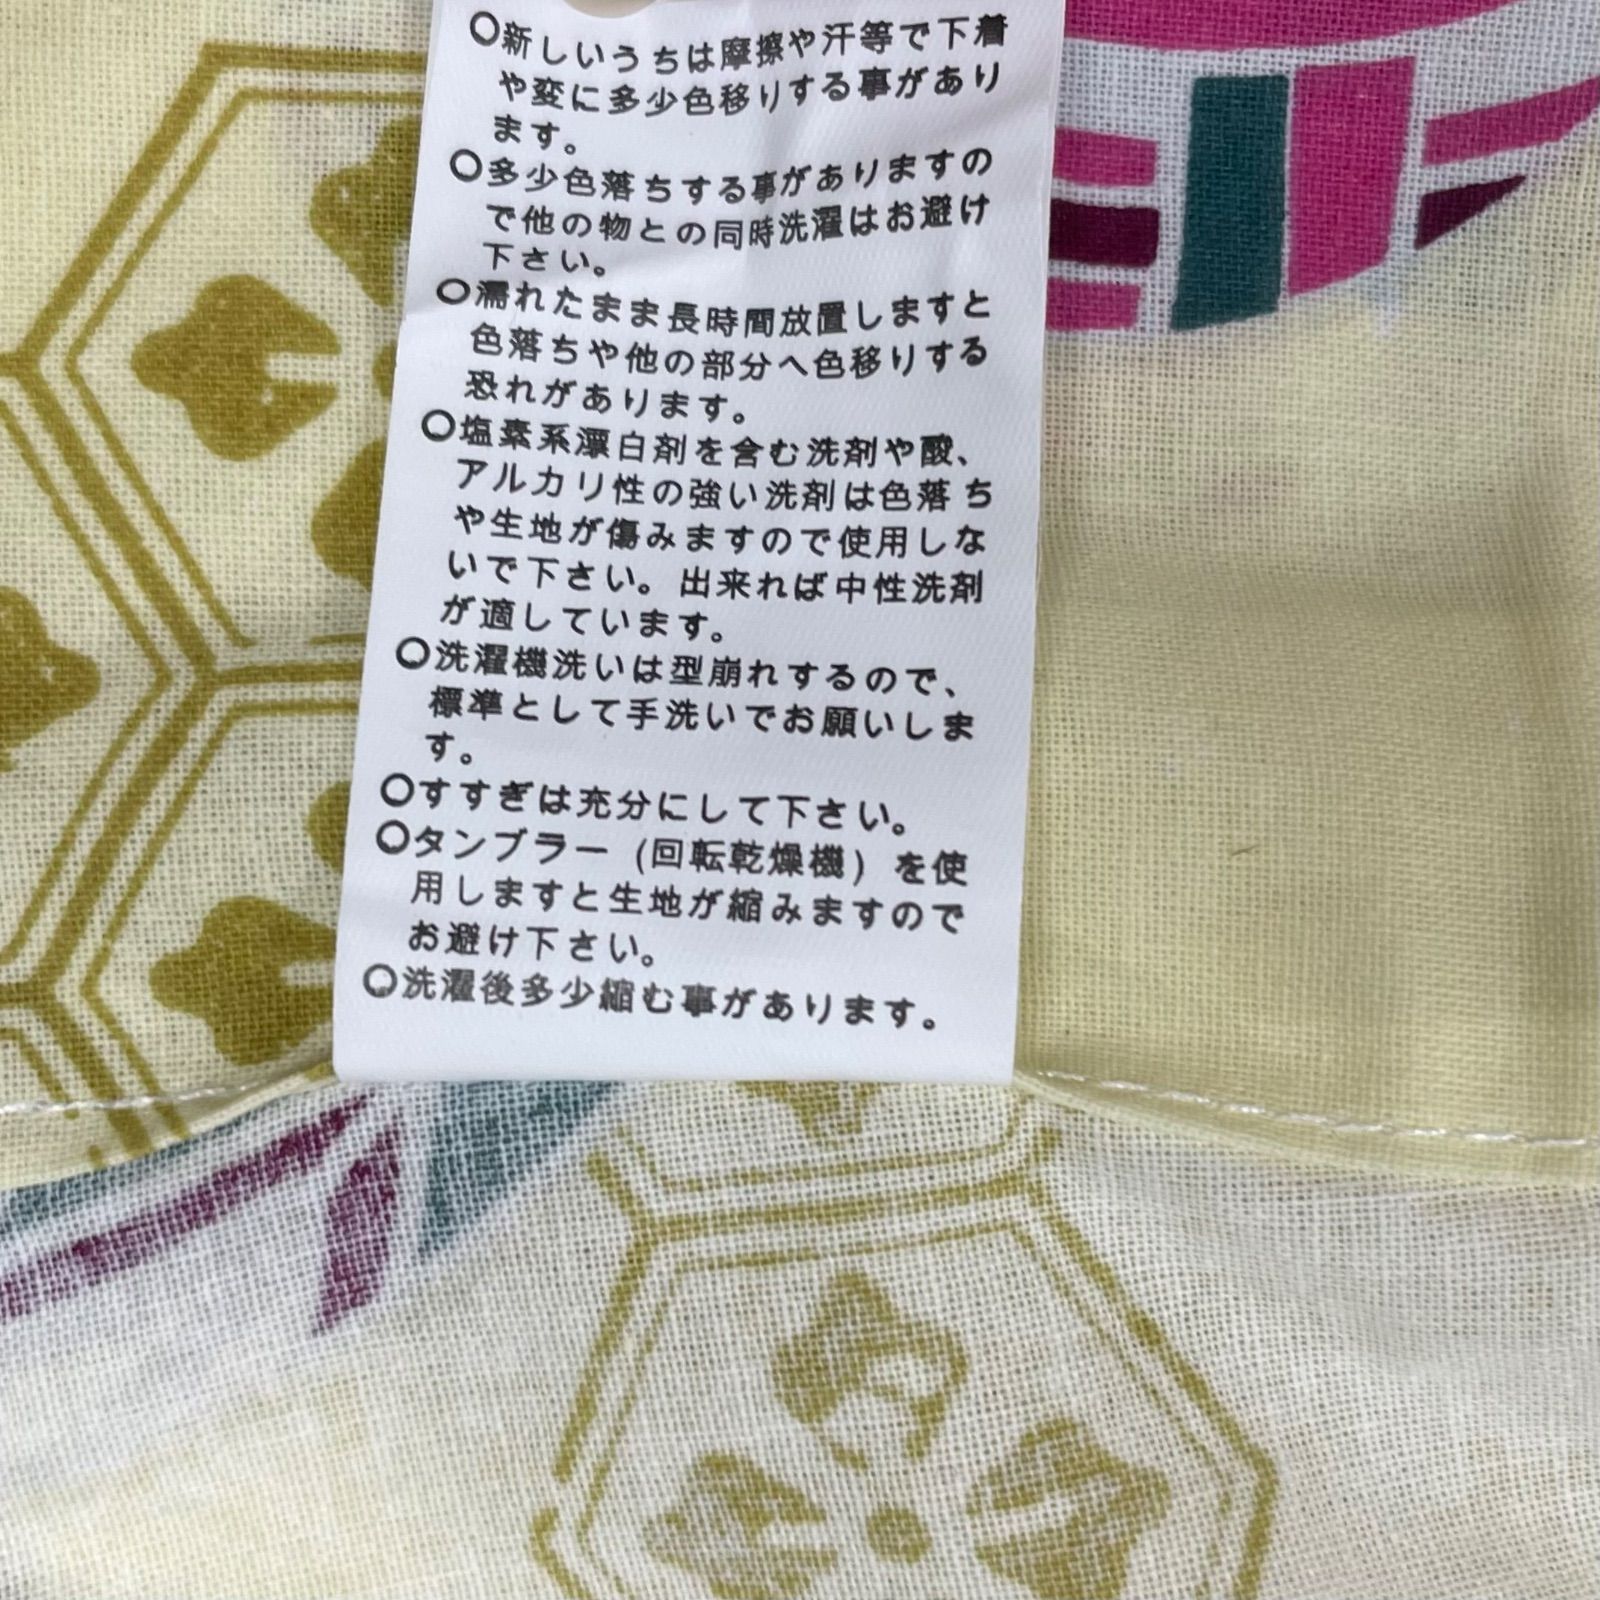 ○新しいうちは摩擦や汗等で下着
や変に多少色移りする事があり
ます。
○多少色落ちする事がありますの
で他の物との同時洗濯はお避け
下さい。
○濡れたまま長時間放置しますと
色落ちや他の部分へ色移りする
恐れがあります。
○塩素系漂白剤を含む洗剤や酸、
アルカリ性の強い洗剤は色落ち
や生地が傷みますので使用しな
いで下さい。出来れば中性洗剤
が適しています。
○洗濯機洗いは型崩れするので、
標準として手洗いでお願いしま
す。
○すすぎは充分にして下さい。
○タンブラー(回転乾燥機)を使
用しますと生地が縮みますので
お避け下さい。
○洗濯後多少縮む事があります。